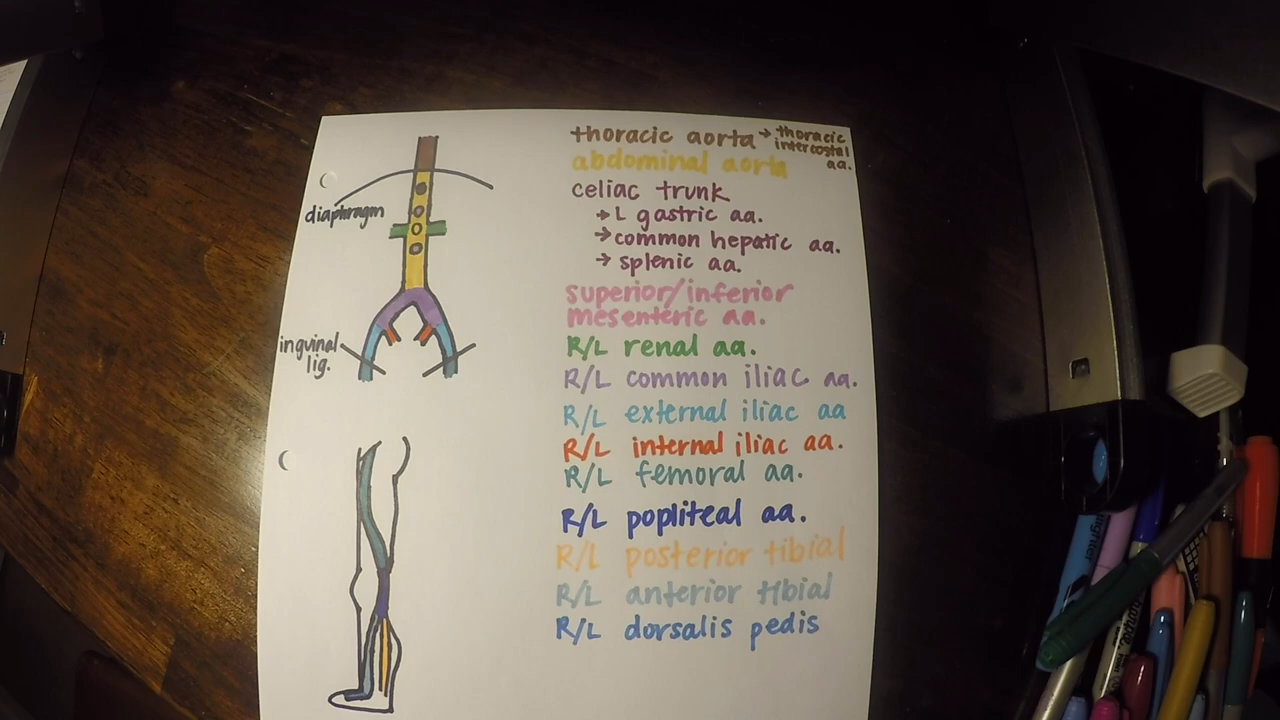 thoracic aorta → thoracic
intercostal
aa.
abdominal aorta
celiac trunk
→ L gastric aa.
→ common hepatic aa.
→ splenic aa.
superior/inferior
mesenteric aa.
R/L renal aa.
R/L common iliac aa.
R/L external iliac aa
R/L internal iliac aa.
R/L femoral aa.
R/L popliteal aa.
R/L posterior tibial
R/L anterior tibial
R/L dorsalis pedis
diaphragm
inguinal
lig.